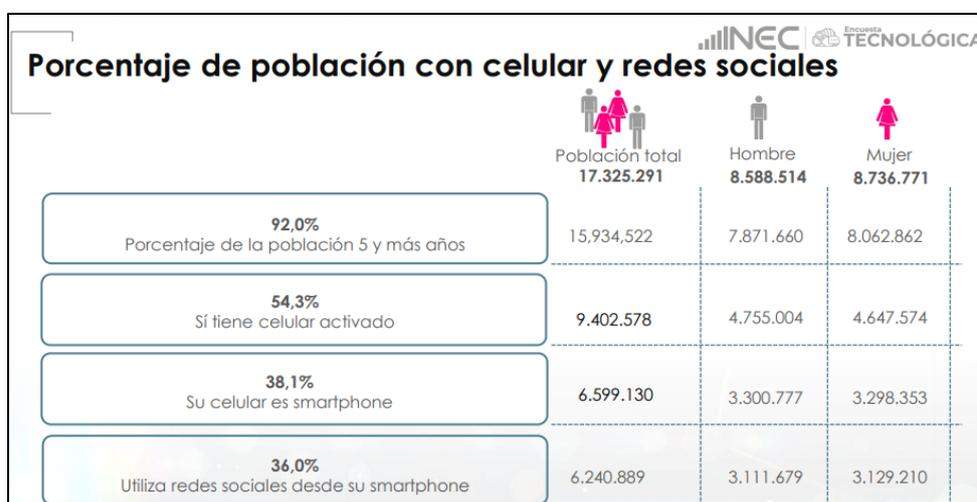 INEC
Encuesta
TECNOLÓGICA
Porcentaje de población con celular y redes sociales
Población total
17.325.291
Hombre
8.588.514
Mujer
8.736.771
92,0%
Porcentaje de la población 5 y más años
15,934,522
7.871.660
8.062.862
54,3%
Sí tiene celular activado
9.402.578
4.755.004
4.647.574
38,1%
Su celular es smartphone
6.599.130
3.300.777
3.298.353
36,0%
Utiliza redes sociales desde su smartphone
6.240.889
3.111.679
3.129.210